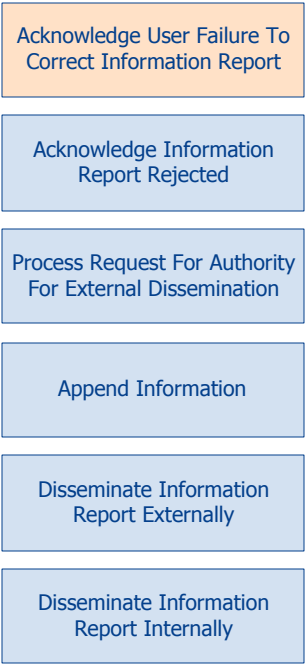 Acknowledge User Failure To
Correct Information Report
Acknowledge Information
Report Rejected
Process Request For Authority
For External Dissemination
Append Information
Disseminate Information
Report Externally
Disseminate Information
Report Internally